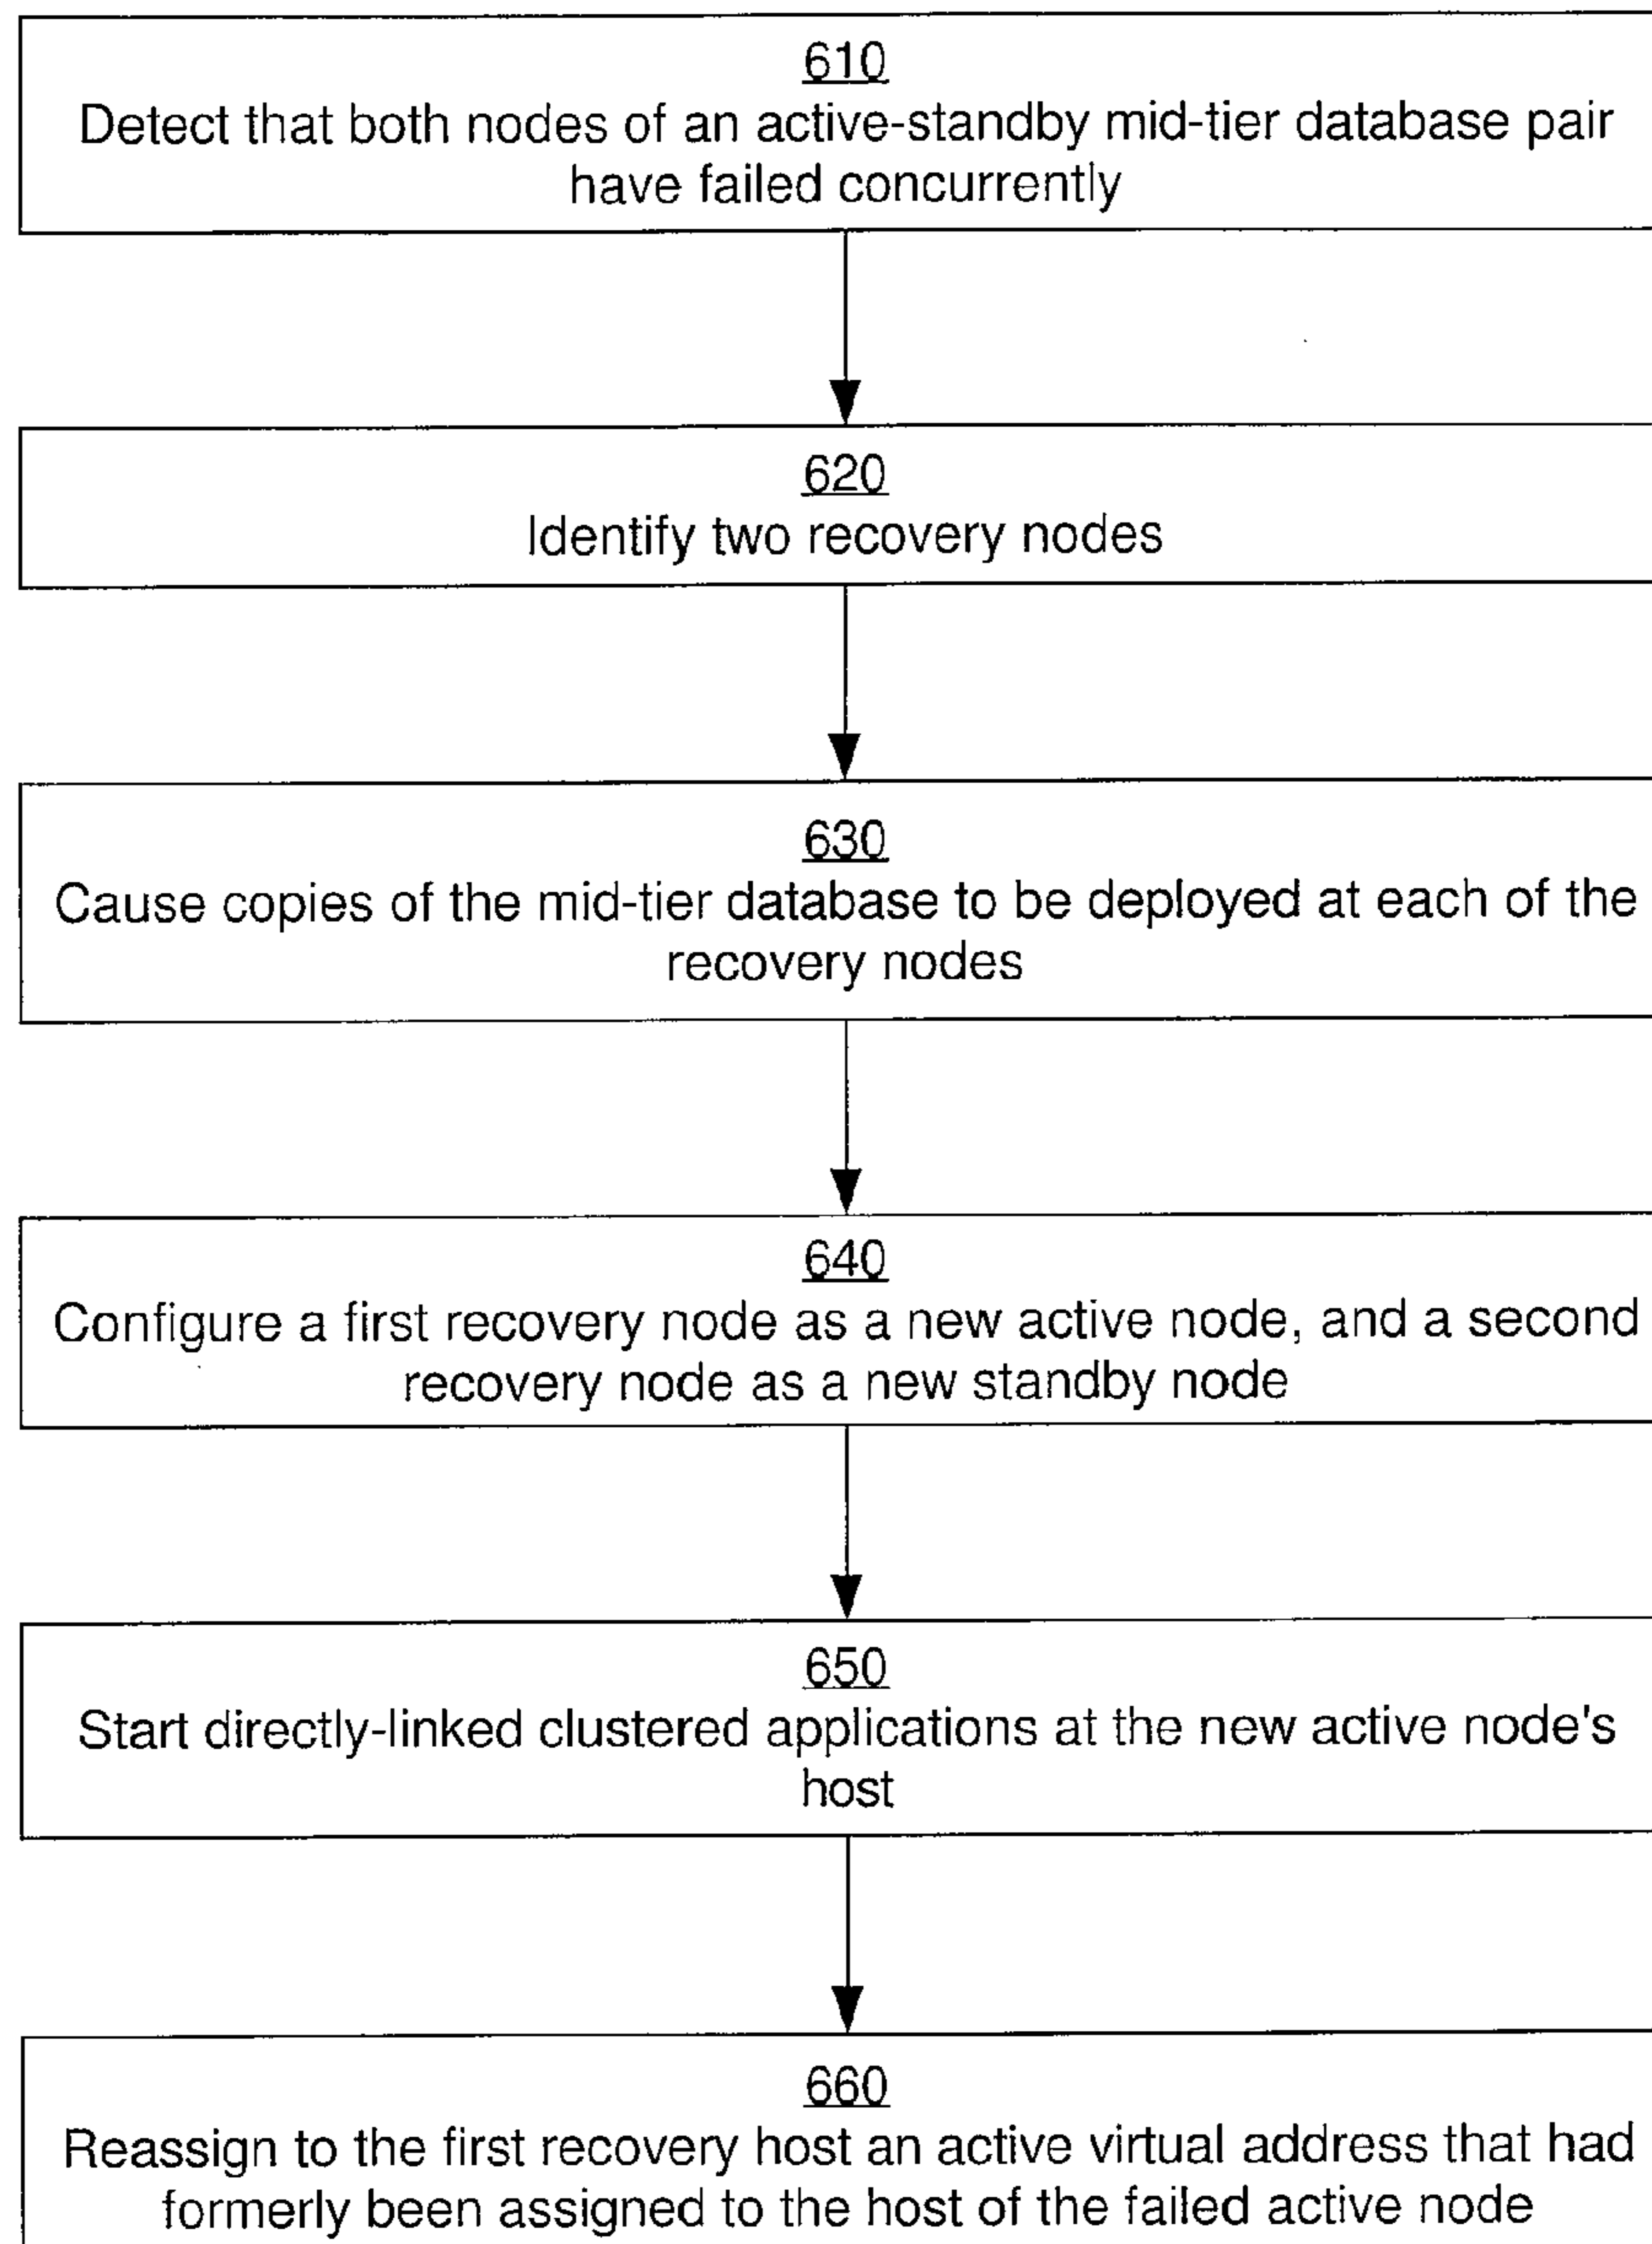 610
Detect that both nodes of an active-standby mid-tier database pair
have failed concurrently
620
Identify two recovery nodes
630
Cause copies of the mid-tier database to be deployed at each of the
recovery nodes
640
Configure a first recovery node as a new active node, and a second
recovery node as a new standby node
650
Start directly-linked clustered applications at the new active node's
host
660
Reassign to the first recovery host an active virtual address that had
formerly been assigned to the host of the failed active node